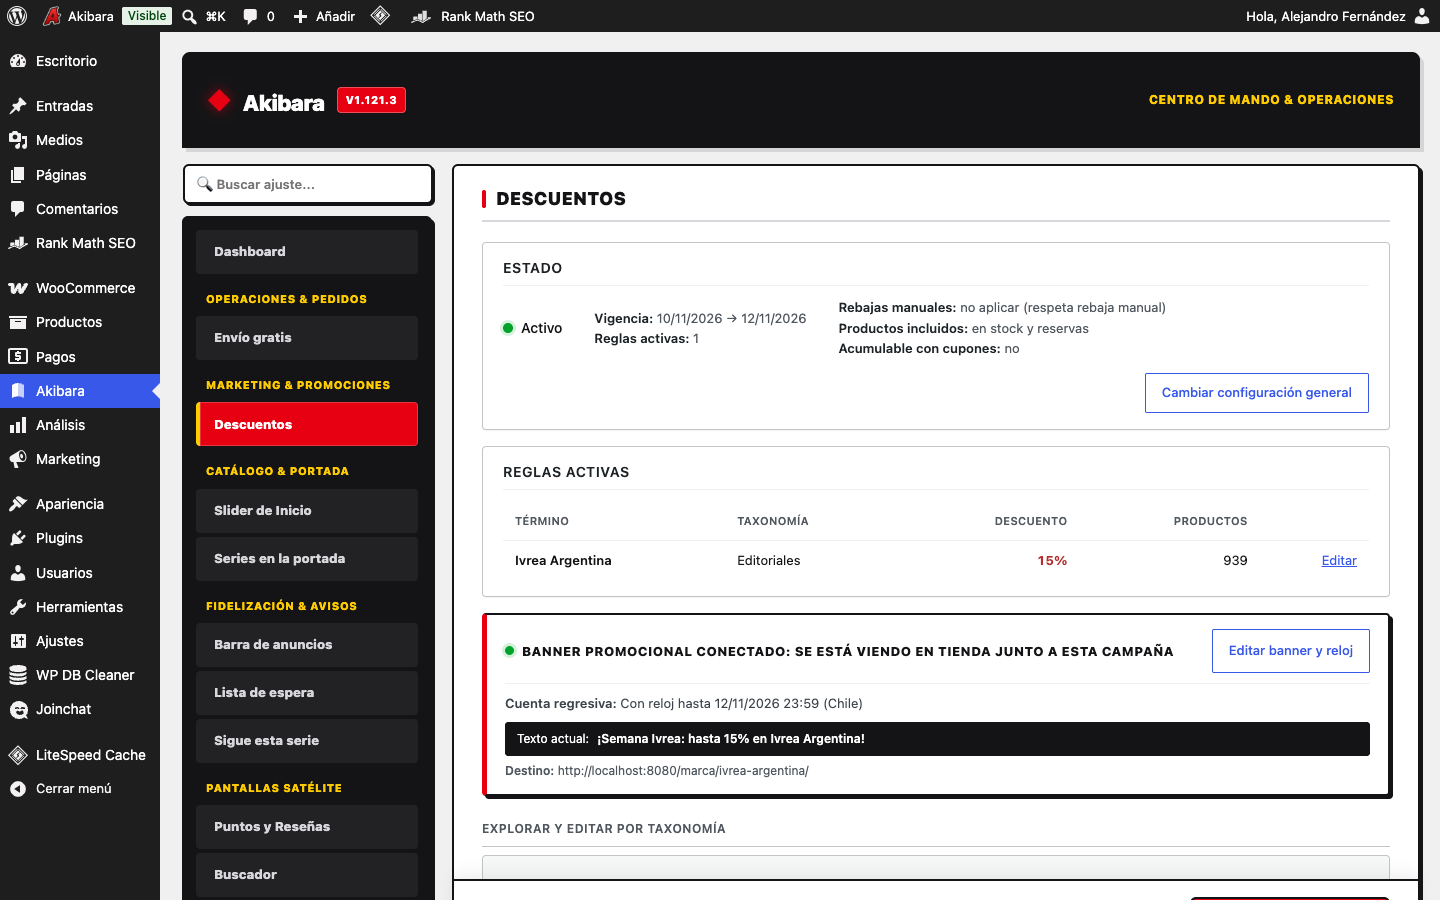 Akibara Visible ⌘K 0 Añadir Rank Math SEO Hola, Alejandro Fernández
Escritorio
Entradas
Medios
Páginas
Comentarios
Rank Math SEO
WooCommerce
Productos
Pagos
Akibara
Análisis
Marketing
Apariencia
Plugins
Usuarios
Herramientas
Ajustes
WP DB Cleaner
Joinchat
LiteSpeed Cache
Cerrar menú
Akibara V1.121.3 CENTRO DE MANDO & OPERACIONES
Buscar ajuste...
Dashboard
OPERACIONES & PEDIDOS
Envío gratis
MARKETING & PROMOCIONES
Descuentos
CATÁLOGO & PORTADA
Slider de Inicio
Series en la portada
FIDELIZACIÓN & AVISOS
Barra de anuncios
Lista de espera
Sigue esta serie
PANTALLAS SATÉLITE
Puntos y Reseñas
Buscador
DESCUENTOS
ESTADO
Activo
Vigencia: 10/11/2026 → 12/11/2026
Reglas activas: 1
Rebajas manuales: no aplicar (respeta rebaja manual)
Productos incluidos: en stock y reservas
Acumulable con cupones: no
Cambiar configuración general
REGLAS ACTIVAS
TÉRMINO TAXONOMÍA DESCUENTO PRODUCTOS
Ivrea Argentina Editoriales 15% 939 Editar
BANNER PROMOCIONAL CONECTADO: SE ESTÁ VIENDO EN TIENDA JUNTO A ESTA CAMPAÑA
Editar banner y reloj
Cuenta regresiva: Con reloj hasta 12/11/2026 23:59 (Chile)
Texto actual: ¡Semana Ivrea: hasta 15% en Ivrea Argentina!
Destino: http://localhost:8080/marca/ivrea-argentina/
EXPLORAR Y EDITAR POR TAXONOMÍA